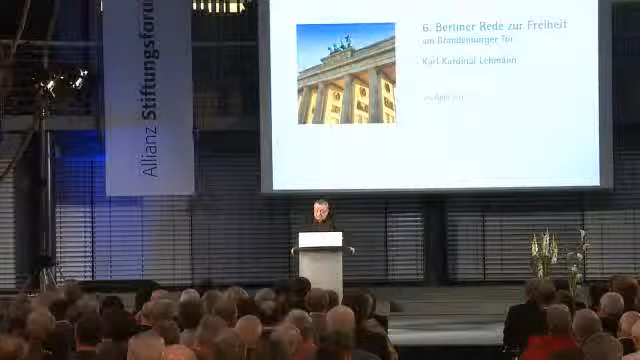 Allianz Stiftungsforum
6. Berliner Rede zur Freiheit
am Brandenburger Tor
Karl Kardinal Lehmann